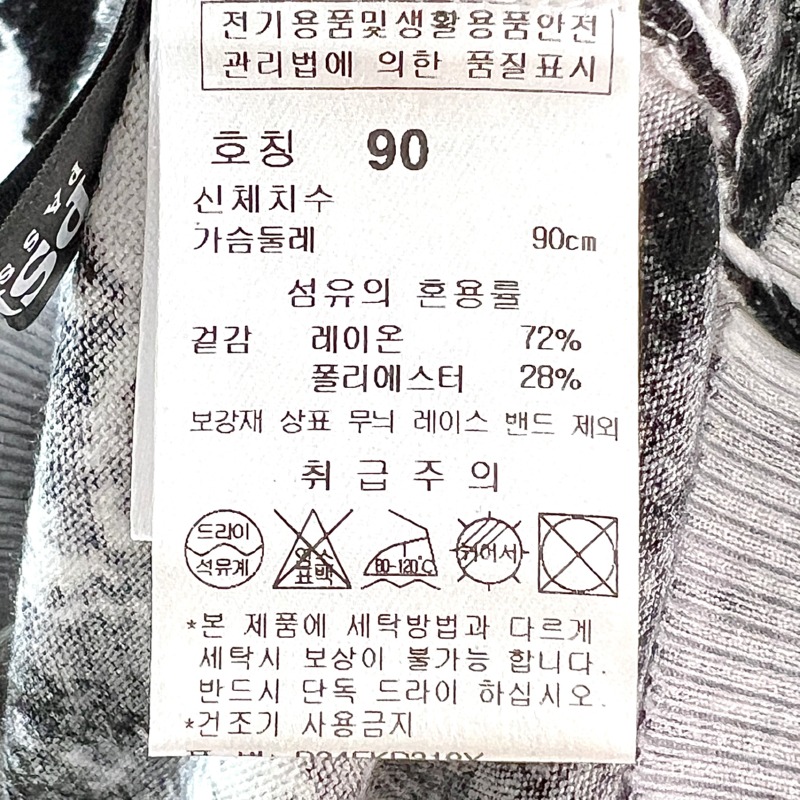 전기용품및생활용품안전
관리법에 의한 품질표시
호칭 90
신체치수
가슴둘레 90cm
섬유의 혼용률
겉감 레이온 72%
폴리에스터 28%
보강재 상표 무늬 레이스 밴드 제외
취급주의
드라이
석유계
염소
표백
80-120℃
뉘어서
*본 제품에 세탁방법과 다르게
세탁시 보상이 불가능 합니다.
반드시 단독 드라이 하십시오.
*건조기 사용금지